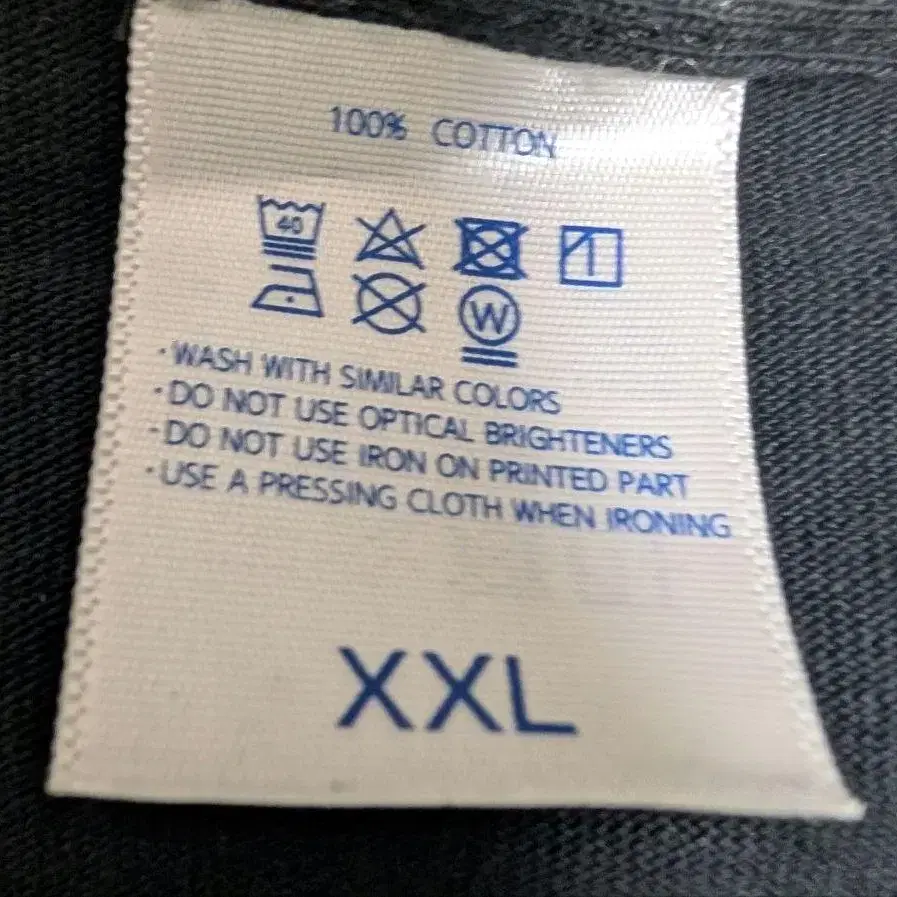 100% COTTON
40
W
·WASH WITH SIMILAR COLORS
·DO NOT USE OPTICAL BRIGHTENERS
·DO NOT USE IRON ON PRINTED PART
·USE A PRESSING CLOTH WHEN IRONING
XXL